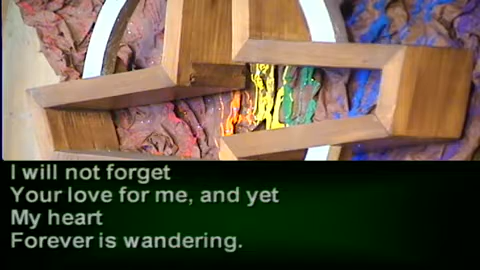 I will not forget
Your love for me, and yet
My heart
Forever is wandering.